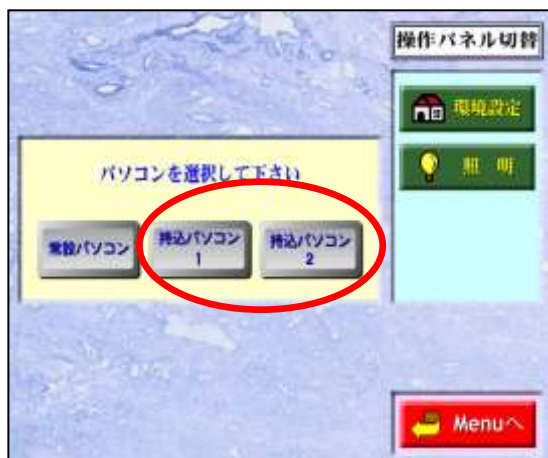 操作パネル切替
環境設定
照明
パソコンを選択して下さい
常設パソコン
持込パソコン
1
持込パソコン
2
Menuへ